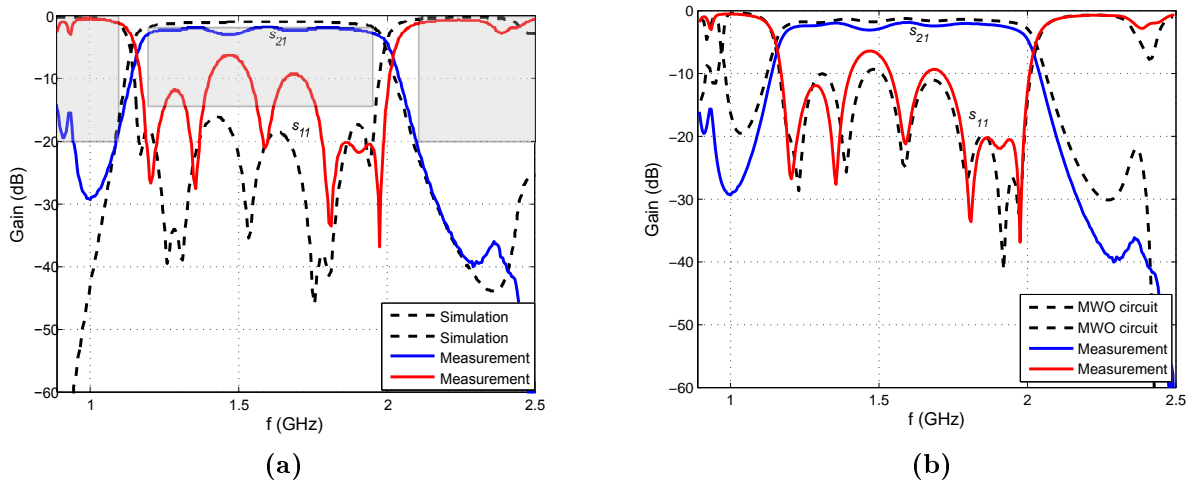 0
−10
−20
−30
−40
−50
−60
Gain (dB)
1
1.5
2
2.5
f (GHz)
s21
s11
Simulation
Simulation
Measurement
Measurement
(a)
0
−10
−20
−30
−40
−50
−60
Gain (dB)
1
1.5
2
2.5
f (GHz)
s21
s11
MWO circuit
MWO circuit
Measurement
Measurement
(b)